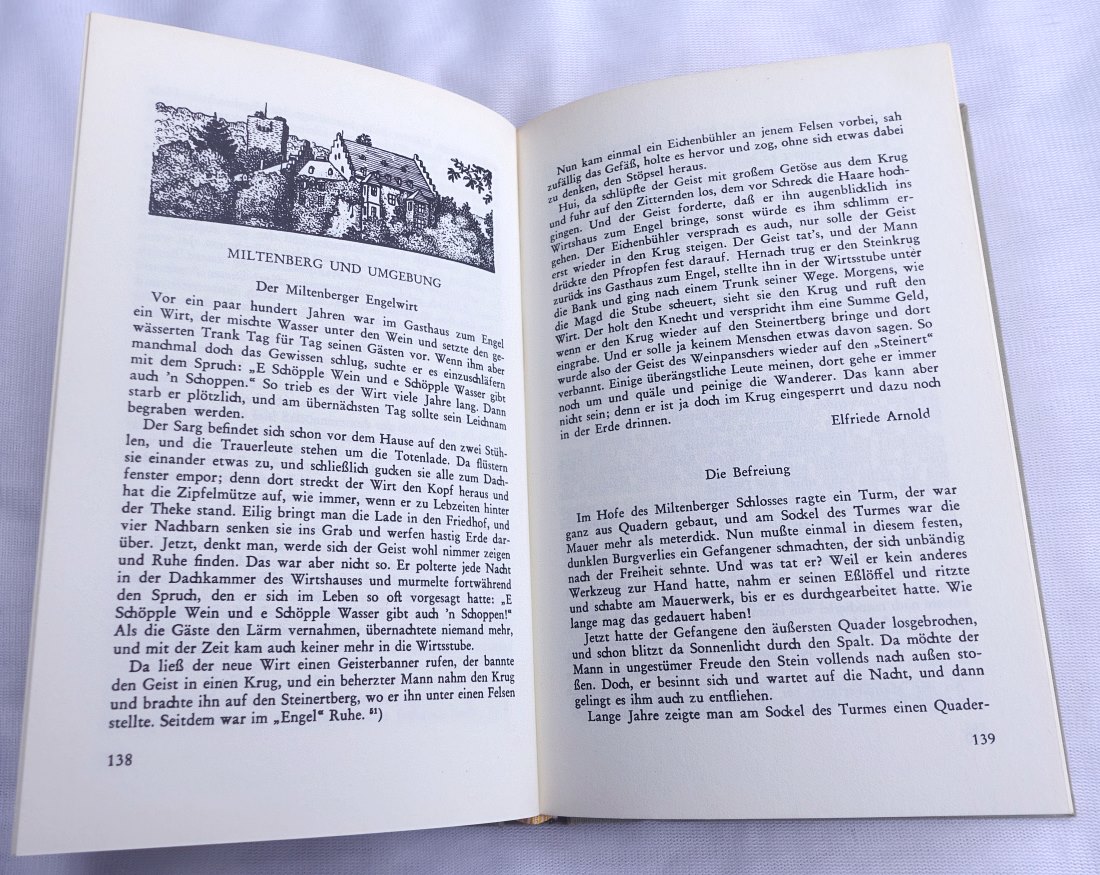 MILTENBERG UND UMGEBUNG
Der Miltenberger Engelwirt
Vor ein paar hundert Jahren war im Gasthaus zum Engel
ein Wirt, der mischte Wasser unter den Wein und setzte den ge-
wässerten Trank Tag für Tag seinen Gästen vor. Wenn ihm aber
manchmal doch das Gewissen schlug, suchte er es einzuschläfern
mit dem Spruch: „E Schöpple Wein und e Schöpple Wasser gibt
auch 'n Schoppen.“ So trieb es der Wirt viele Jahre lang. Dann
starb er plötzlich, und am übernächsten Tag sollte sein Leichnam
begraben werden.
Der Sarg befindet sich schon vor dem Hause auf den zwei Stüh-
len, und die Trauerleute stehen um die Totenlade. Da flüstern
sie einander etwas zu, und schließlich gucken sie alle zum Dach-
fenster empor; denn dort streckt der Wirt den Kopf heraus und
hat die Zipfelmütze auf, wie immer, wenn er zu Lebzeiten hinter
der Theke stand. Eilig bringt man die Lade in den Friedhof, und
vier Nachbarn senken sie ins Grab und werfen hastig Erde dar-
über. Jetzt, denkt man, werde sich der Geist wohl nimmer zeigen
und Ruhe finden. Das war aber nicht so. Er polterte jede Nacht
in der Dachkammer des Wirtshauses und murmelte fortwährend
den Spruch, den er sich im Leben so oft vorgesagt hatte: „E
Schöpple Wein und e Schöpple Wasser gibt auch 'n Schoppen!“
Als die Gäste den Lärm vernahmen, übernachtete niemand mehr,
und mit der Zeit kam auch keiner mehr in die Wirtsstube.
Da ließ der neue Wirt einen Geisterbanner rufen, der bannte
den Geist in einen Krug, und ein beherzter Mann nahm den Krug
und brachte ihn auf den Steinertberg, wo er ihn unter einen Felsen
stellte. Seitdem war im „Engel“ Ruhe. 51)
138
Nun kam einmal ein Eichenbühler an jenem Felsen vorbei, sah
zufällig das Gefäß, holte es hervor und zog, ohne sich etwas dabei
zu denken, den Stöpsel heraus.
Hui, da schlüpfte der Geist mit großem Getöse aus dem Krug
und fuhr auf den Zitternden los, dem vor Schreck die Haare hoch-
gingen. Und der Geist forderte, daß er ihn augenblicklich ins
Wirtshaus zum Engel bringe, sonst würde es ihm schlimm er-
gehen. Der Eichenbühler versprach es auch, nur solle der Geist
erst wieder in den Krug steigen. Der Geist tat's, und der Mann
drückte den Pfropfen fest darauf. Hernach trug er den Steinkrug
zurück ins Gasthaus zum Engel, stellte ihn in der Wirtsstube unter
die Bank und ging nach einem Trunk seiner Wege. Morgens, wie
die Magd die Stube scheuert, sieht sie den Krug und ruft den
Wirt. Der holt den Knecht und verspricht ihm eine Summe Geld,
wenn er den Krug wieder auf den Steinertberg bringe und dort
eingrabe. Und er solle ja keinem Menschen etwas davon sagen. So
wurde also der Geist des Weinpanschers wieder auf den „Steinert“
verbannt. Einige überängstliche Leute meinen, dort gehe er immer
noch um und quäle und peinige die Wanderer. Das kann aber
nicht sein; denn er ist ja doch im Krug eingesperrt und dazu noch
in der Erde drinnen.
Elfriede Arnold
Die Befreiung
Im Hofe des Miltenberger Schlosses ragte ein Turm, der war
ganz aus Quadern gebaut, und am Sockel des Turmes war die
Mauer mehr als meterdick. Nun mußte einmal in diesem festen,
dunklen Burgverlies ein Gefangener schmachten, der sich unbändig
nach der Freiheit sehnte. Und was tat er? Weil er kein anderes
Werkzeug zur Hand hatte, nahm er seinen Eßlöffel und ritzte
und schabte am Mauerwerk, bis er es durchgearbeitet hatte. Wie
lange mag das gedauert haben!
Jetzt hatte der Gefangene den äußersten Quader losgebrochen,
und schon blitzt da Sonnenlicht durch den Spalt. Da möchte der
Mann in ungestümer Freude den Stein vollends nach außen sto-
ßen. Doch, er besinnt sich und wartet auf die Nacht, und dann
gelingt es ihm auch zu entfliehen.
Lange Jahre zeigte man am Sockel des Turmes einen Quader-
139